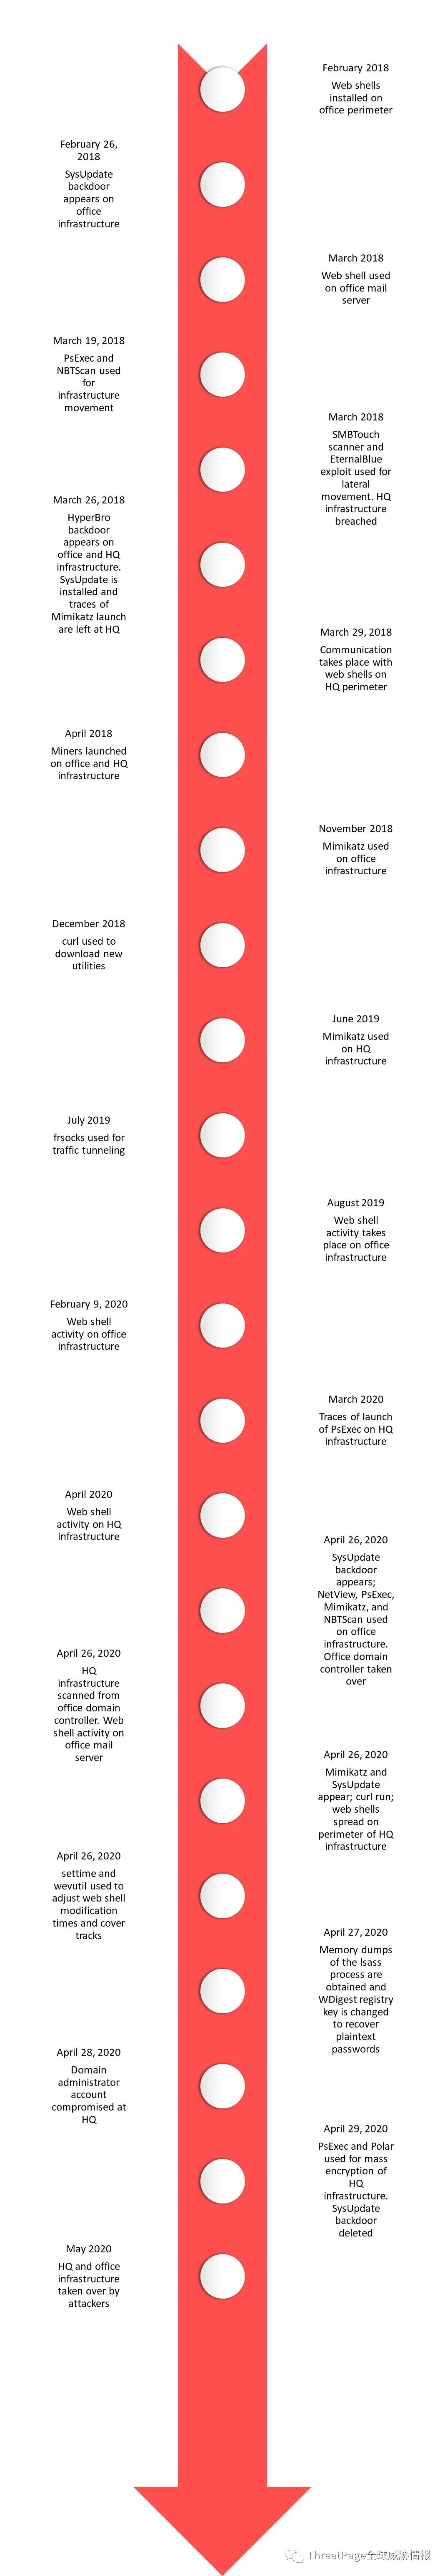 February 2018
Web shells
installed on
office perimeter
February 26,
2018
SysUpdate
backdoor
appears on
office
infrastructure
March 2018
Web shell used
on office mail
server
March 19, 2018
PsExec and
NBTScan used
for
infrastructure
movement
March 2018
SMBTouch
scanner and
EternalBlue
exploit used for
lateral
movement. HQ
infrastructure
breached
March 26, 2018
HyperBro
backdoor
appears on
office and HQ
infrastructure.
SysUpdate is
installed and
traces of
Mimikatz launch
are left at HQ
March 29, 2018
Communication
takes place with
web shells on
HQ perimeter
April 2018
Miners launched
on office and HQ
infrastructure
November 2018
Mimikatz used
on office
infrastructure
December 2018
curl used to
download new
utilities
June 2019
Mimikatz used
on HQ
infrastructure
July 2019
frsocks used for
traffic tunneling
August 2019
Web shell
activity takes
place on office
infrastructure
February 9, 2020
Web shell
activity on office
infrastructure
March 2020
Traces of launch
of PsExec on HQ
infrastructure
April 2020
Web shell
activity on HQ
infrastructure
April 26, 2020
SysUpdate
backdoor
appears;
NetView, PsExec,
Mimikatz, and
NBTScan used
on office
infrastructure.
Office domain
controller taken
over
April 26, 2020
HQ
infrastructure
scanned from
office domain
controller. Web
shell activity on
office mail
server
April 26, 2020
Mimikatz and
SysUpdate
appear; curl run;
web shells
spread on
perimeter of HQ
infrastructure
April 26, 2020
settime and
wevutil used to
adjust web shell
modification
times and cover
tracks
April 27, 2020
Memory dumps
of the lsass
process are
obtained and
WDigest registry
key is changed
to recover
plaintext
passwords
April 28, 2020
Domain
administrator
account
compromised at
HQ
April 29, 2020
PsExec and Polar
used for mass
encryption of
HQ
infrastructure.
SysUpdate
backdoor
deleted
May 2020
HQ and office
infrastructure
taken over by
attackers
ThreatPage全球威胁情报